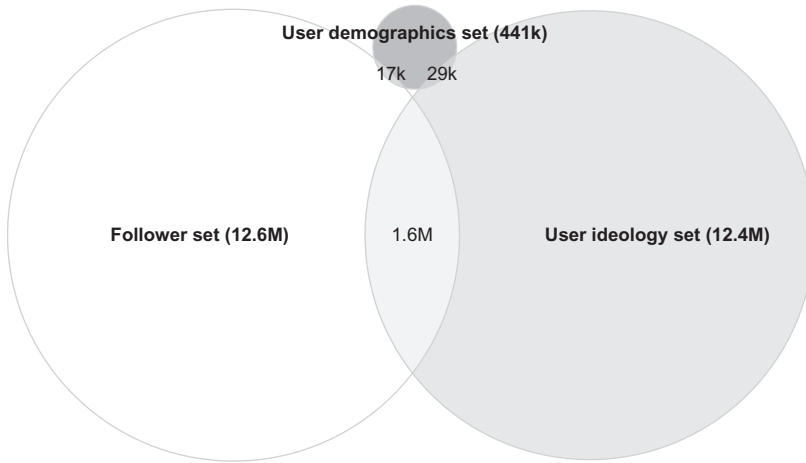 User demographics set (441k)
17k 29k
Follower set (12.6M) 1.6M User ideology set (12.4M)